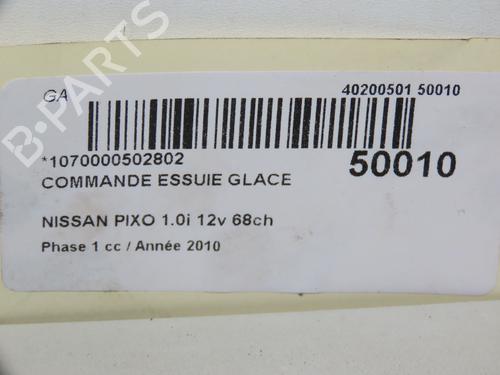 B-PARTS
GA
40200501 50010
*1070000502802
50010
COMMANDE ESSUIE GLACE
NISSAN PIXO 1.0i 12v 68ch
Phase 1 cc / Année 2010